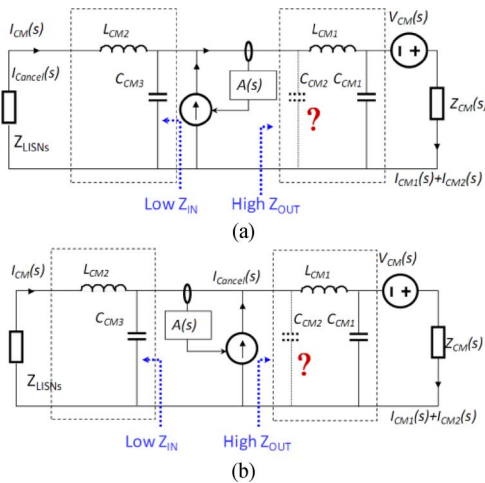 I_CM(s) L_CM2 L_CM1 V_CM(s)
I_Cancel(s) C_CM3 A(s) C_CM2 C_CM1
Z_LISNs ? Z_CM(s)
Low Z_IN High Z_OUT I_CM1(s)+I_CM2(s)
(a)
I_CM(s) L_CM2 I_Cancel(s) L_CM1 V_CM(s)
C_CM3 A(s) C_CM2 C_CM1
Z_LISNs ? Z_CM(s)
Low Z_IN High Z_OUT I_CM1(s)+I_CM2(s)
(b)